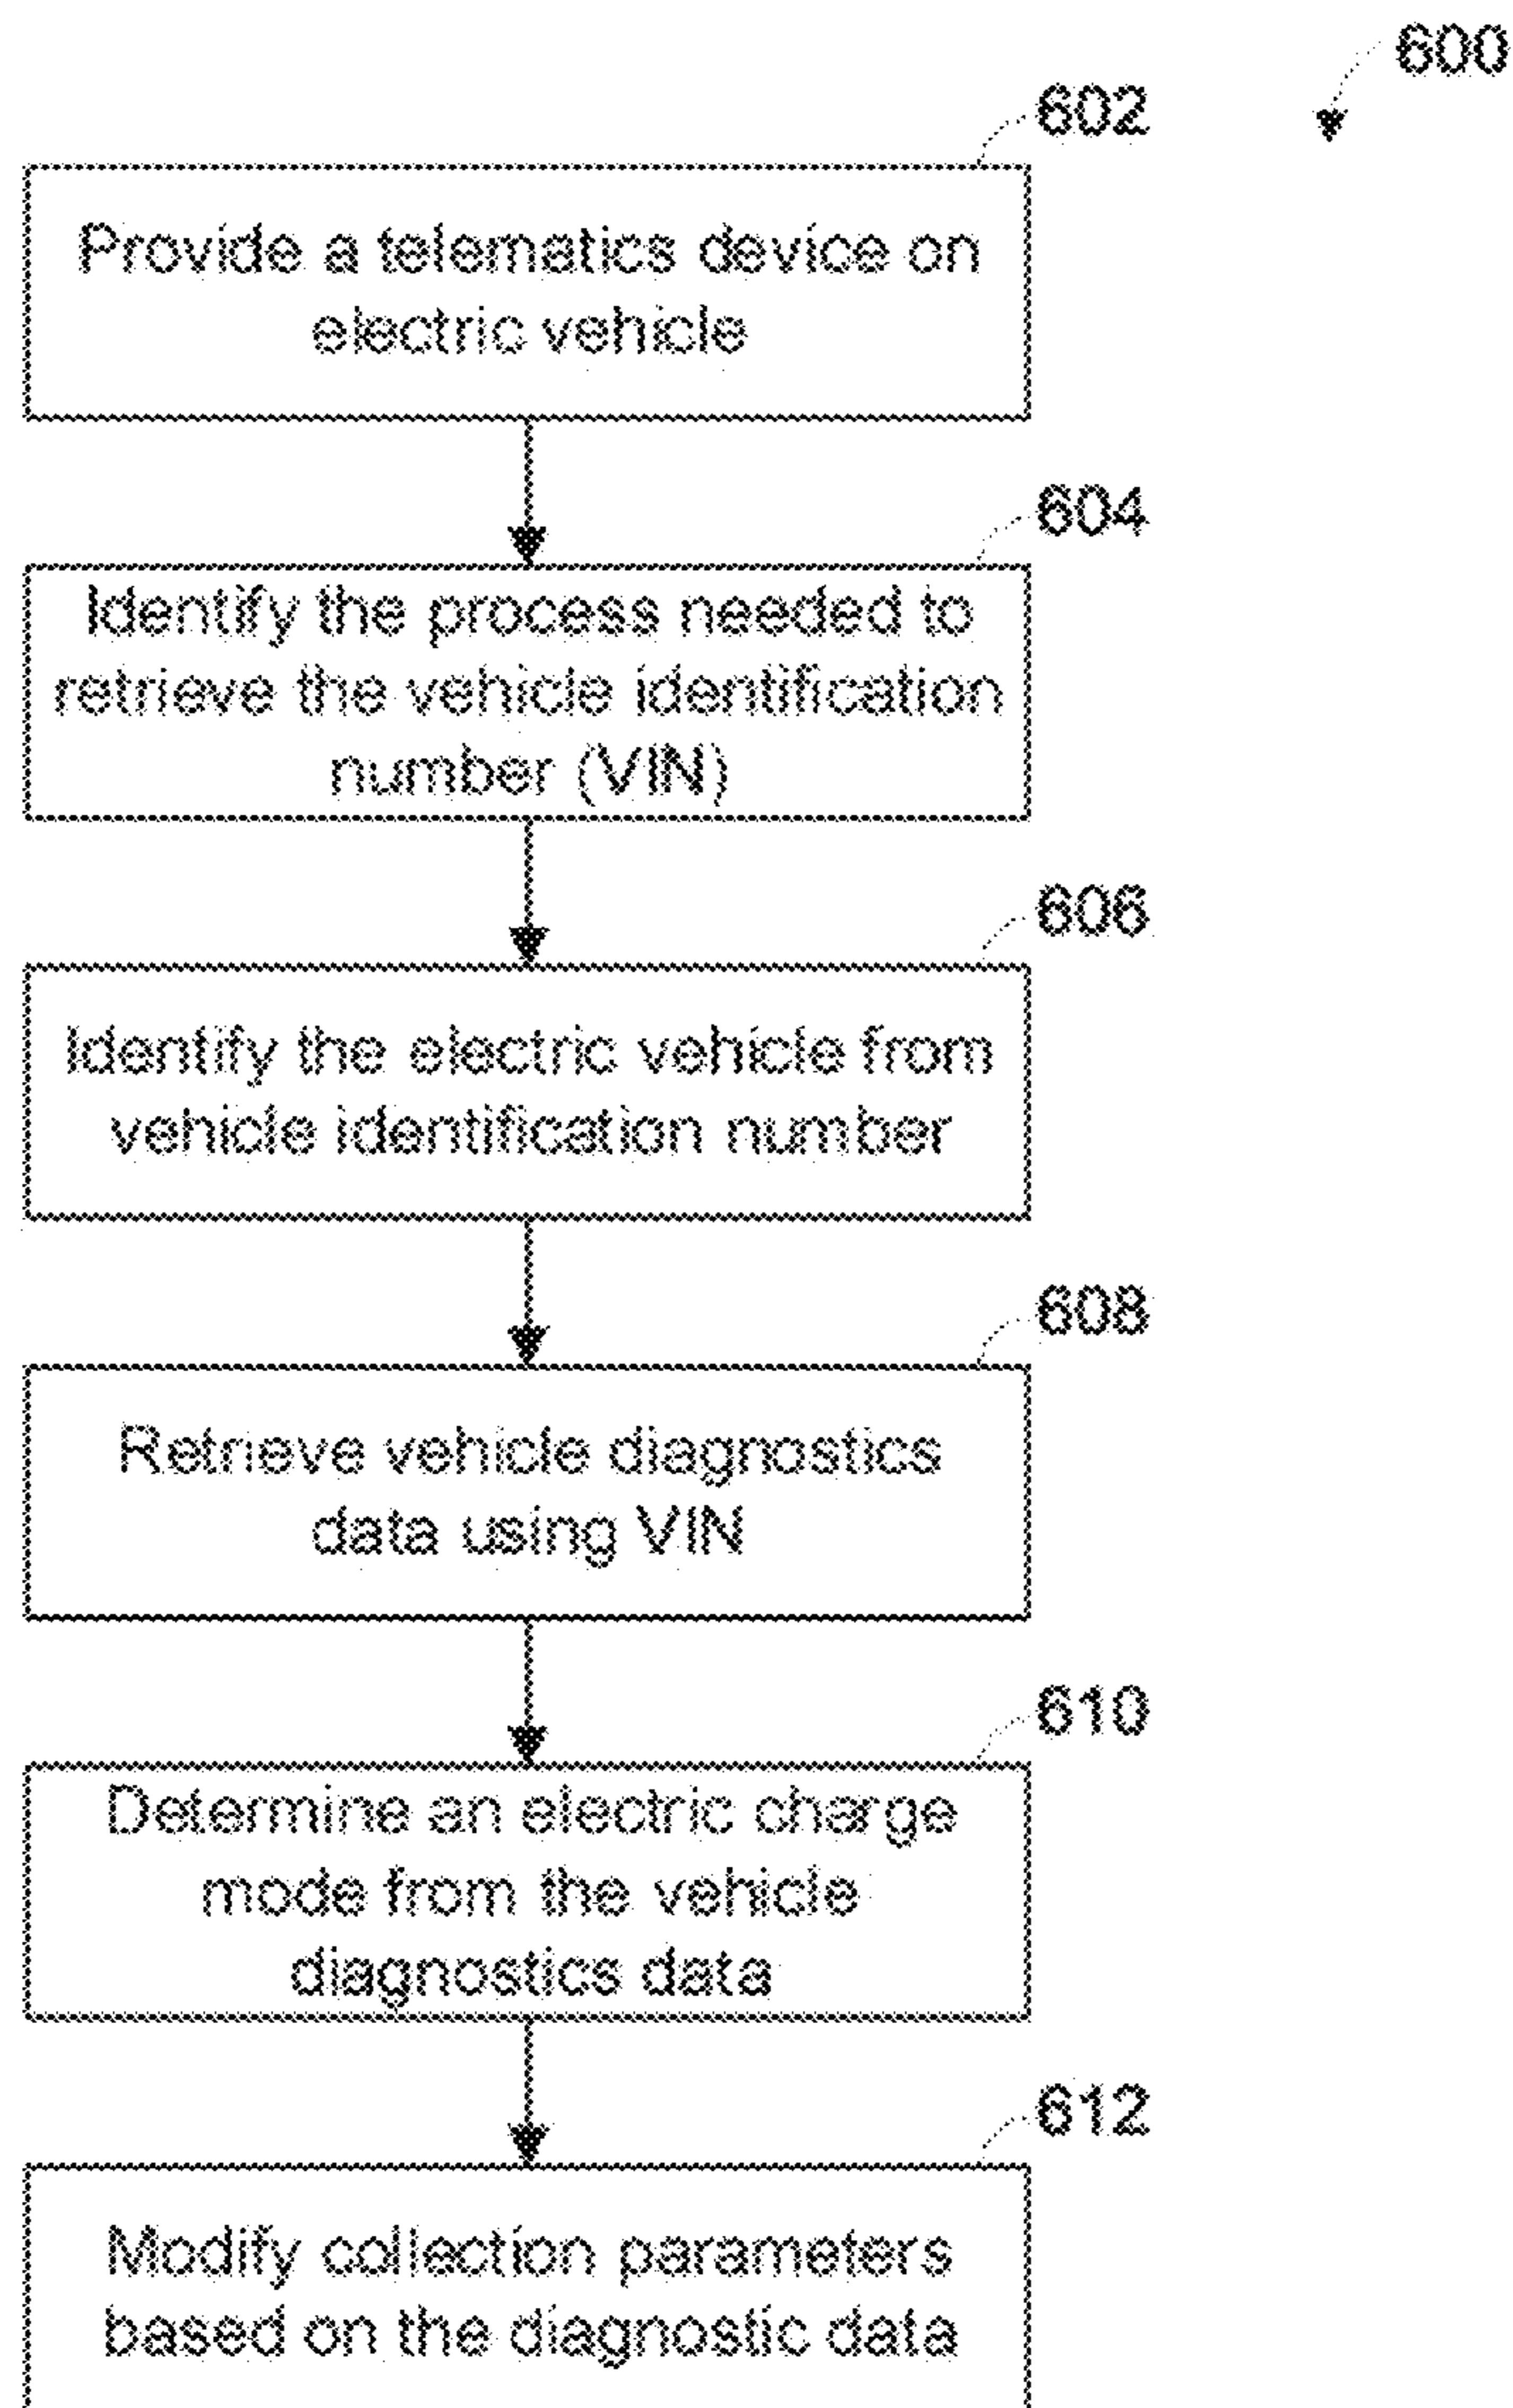 600
602
Provide a telematics device on
electric vehicle
604
Identify the process needed to
retrieve the vehicle identification
number (VIN)
606
Identify the electric vehicle from
vehicle identification number
608
Retrieve vehicle diagnostics
data using VIN
610
Determine an electric charge
mode from the vehicle
diagnostics data
612
Modify collection parameters
based on the diagnostic data